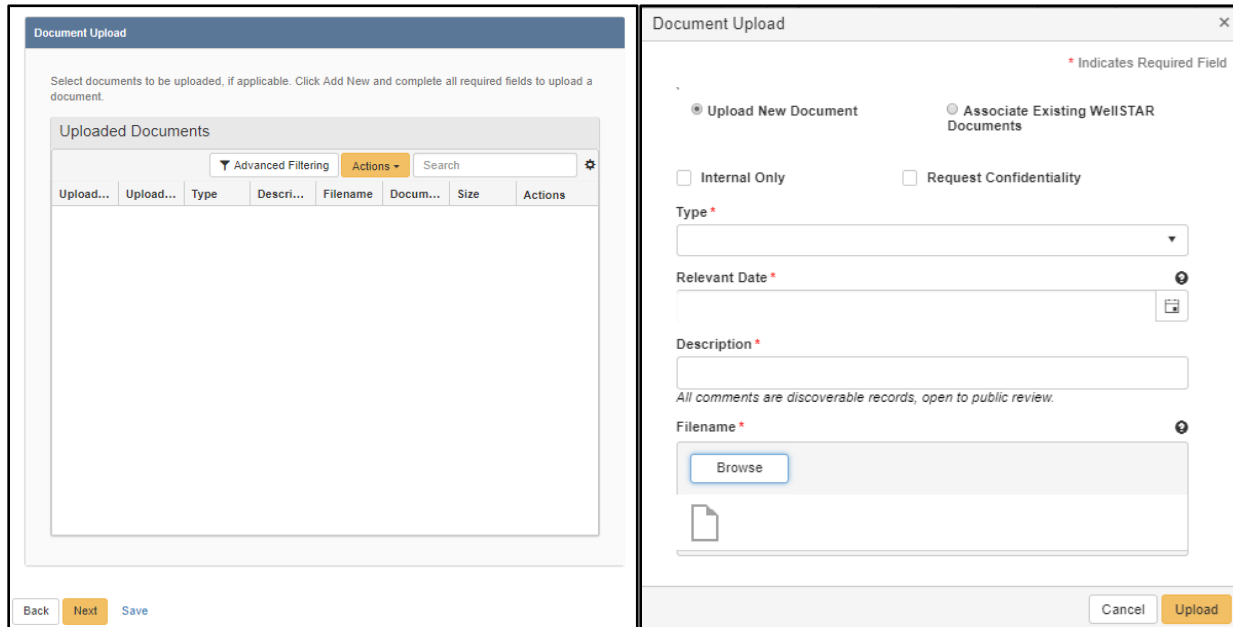 Document Upload
Select documents to be uploaded, if applicable. Click Add New and complete all required fields to upload a
document.
Uploaded Documents
Advanced Filtering Actions Search
Upload... Upload... Type Descri... Filename Docum... Size Actions
Back Next Save
Document Upload ×
* Indicates Required Field
Upload New Document Associate Existing WellSTAR
Documents
Internal Only Request Confidentiality
Type *
Relevant Date *
Description *
All comments are discoverable records, open to public review.
Filename *
Browse
Cancel Upload